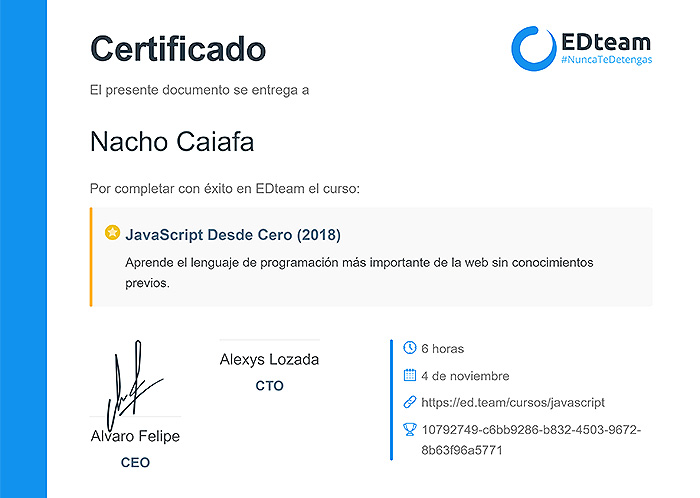 Certificado
EDteam
#NuncaTeDetengas
El presente documento se entrega a
Nacho Caiafa
Por completar con éxito en EDteam el curso:
JavaScript Desde Cero (2018)
Aprende el lenguaje de programación más importante de la web sin conocimientos
previos.
Alvaro Felipe
CEO
Alexys Lozada
CTO
6 horas
4 de noviembre
https://ed.team/cursos/javascript
10792749-c6bb9286-b832-4503-9672-
8b63f96a5771